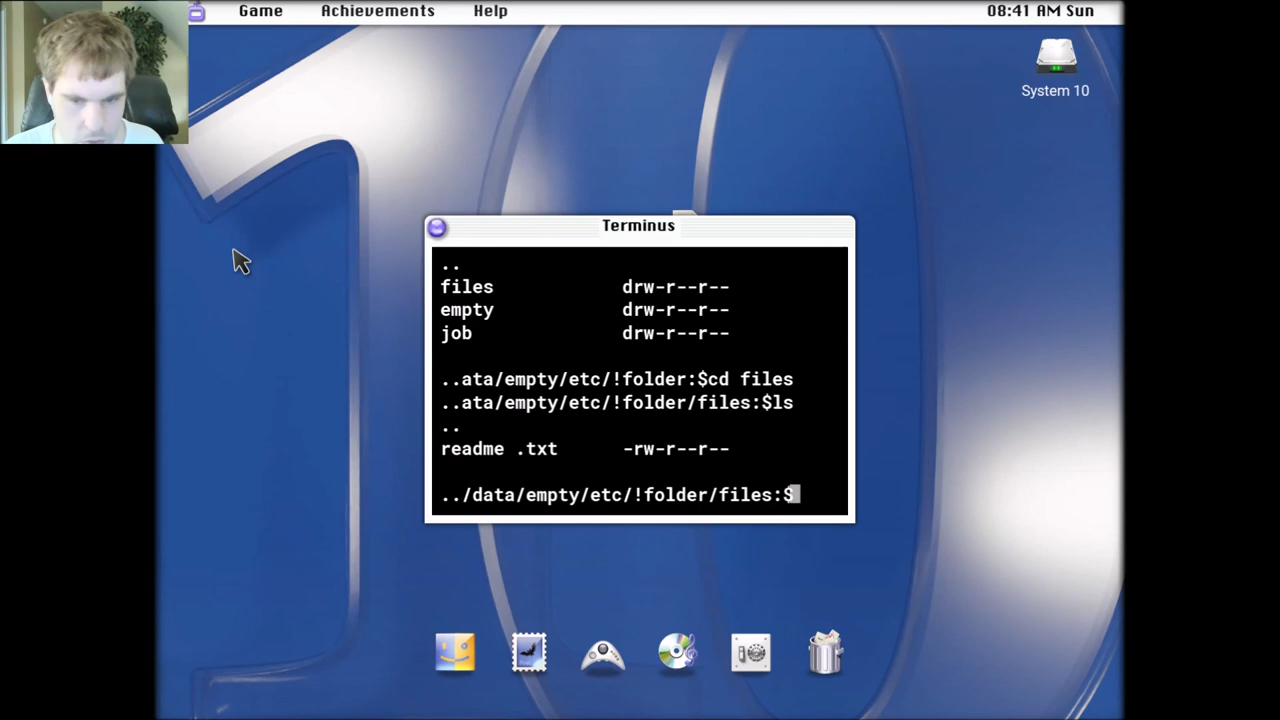 Game Achievements Help 08:41 AM Sun
System 10
Terminus
..
files drw-r--r--
empty drw-r--r--
job drw-r--r--
..ata/empty/etc/!folder:$cd files
..ata/empty/etc/!folder/files:$ls
..
readme .txt -rw-r--r--
../data/empty/etc/!folder/files:$